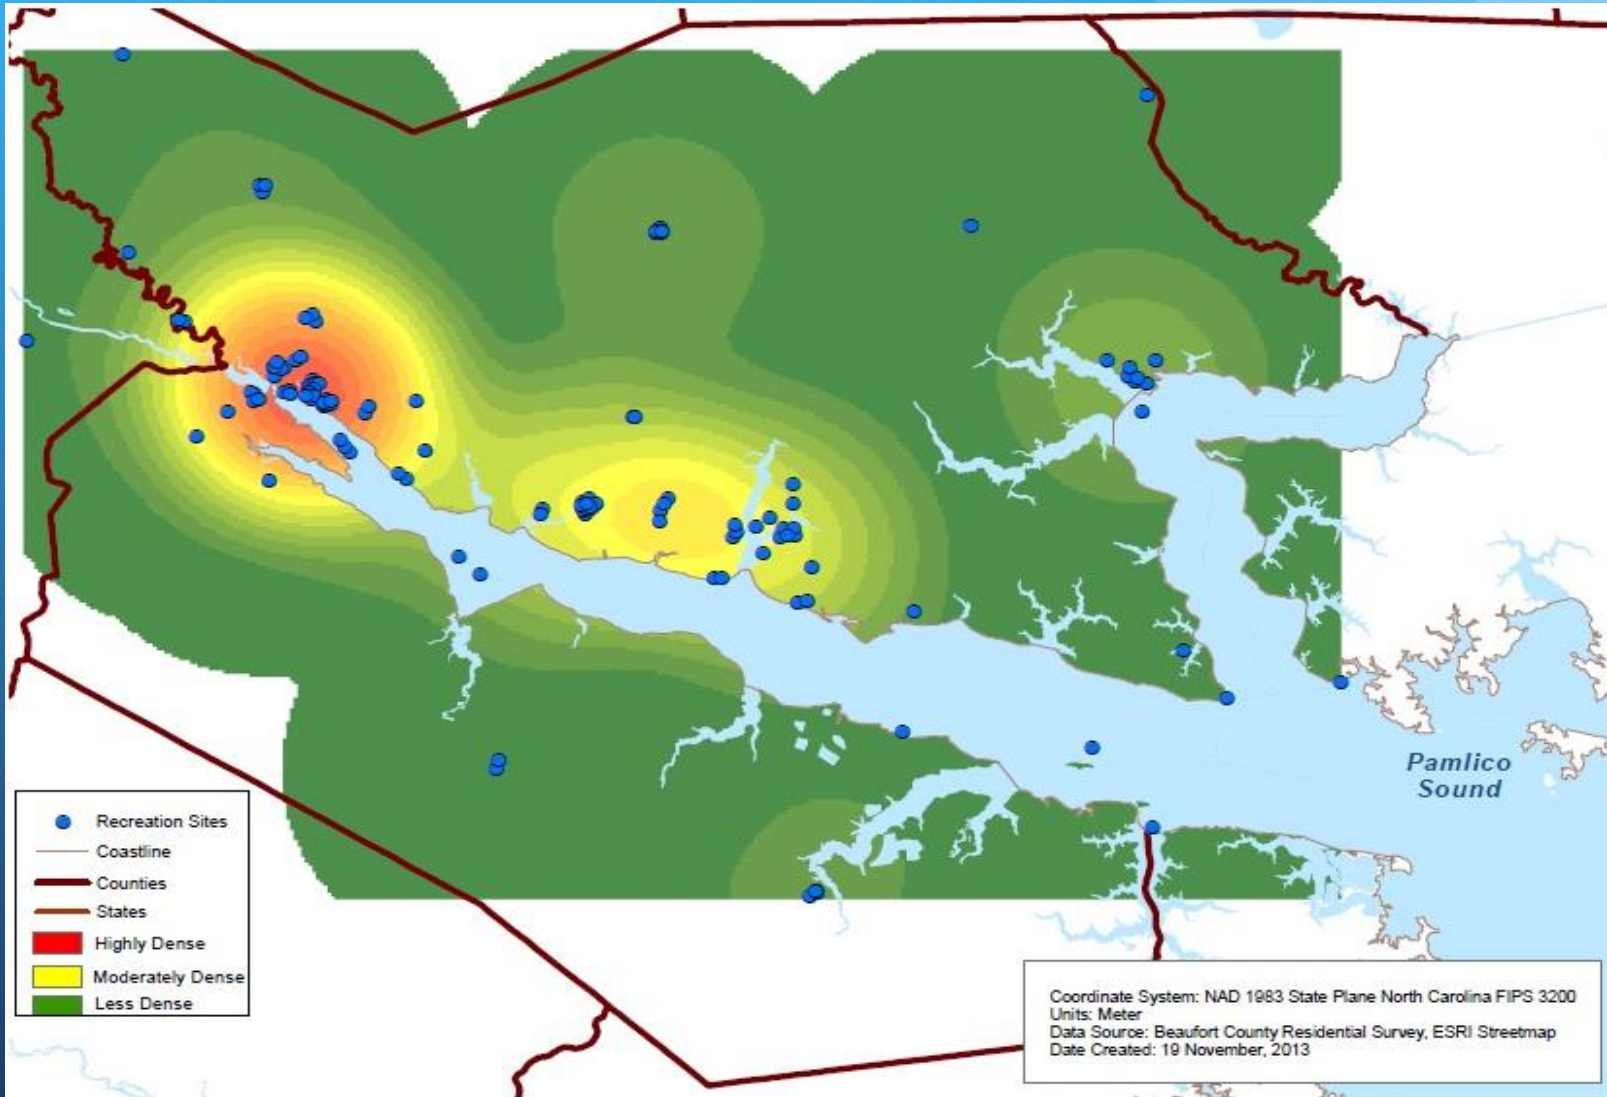 Pamlico
Sound
Recreation Sites
Coastline
Counties
States
Highly Dense
Moderately Dense
Less Dense
Coordinate System: NAD 1983 State Plane North Carolina FIPS 3200
Units: Meter
Data Source: Beaufort County Residential Survey, ESRI Streetmap
Date Created: 19 November, 2013